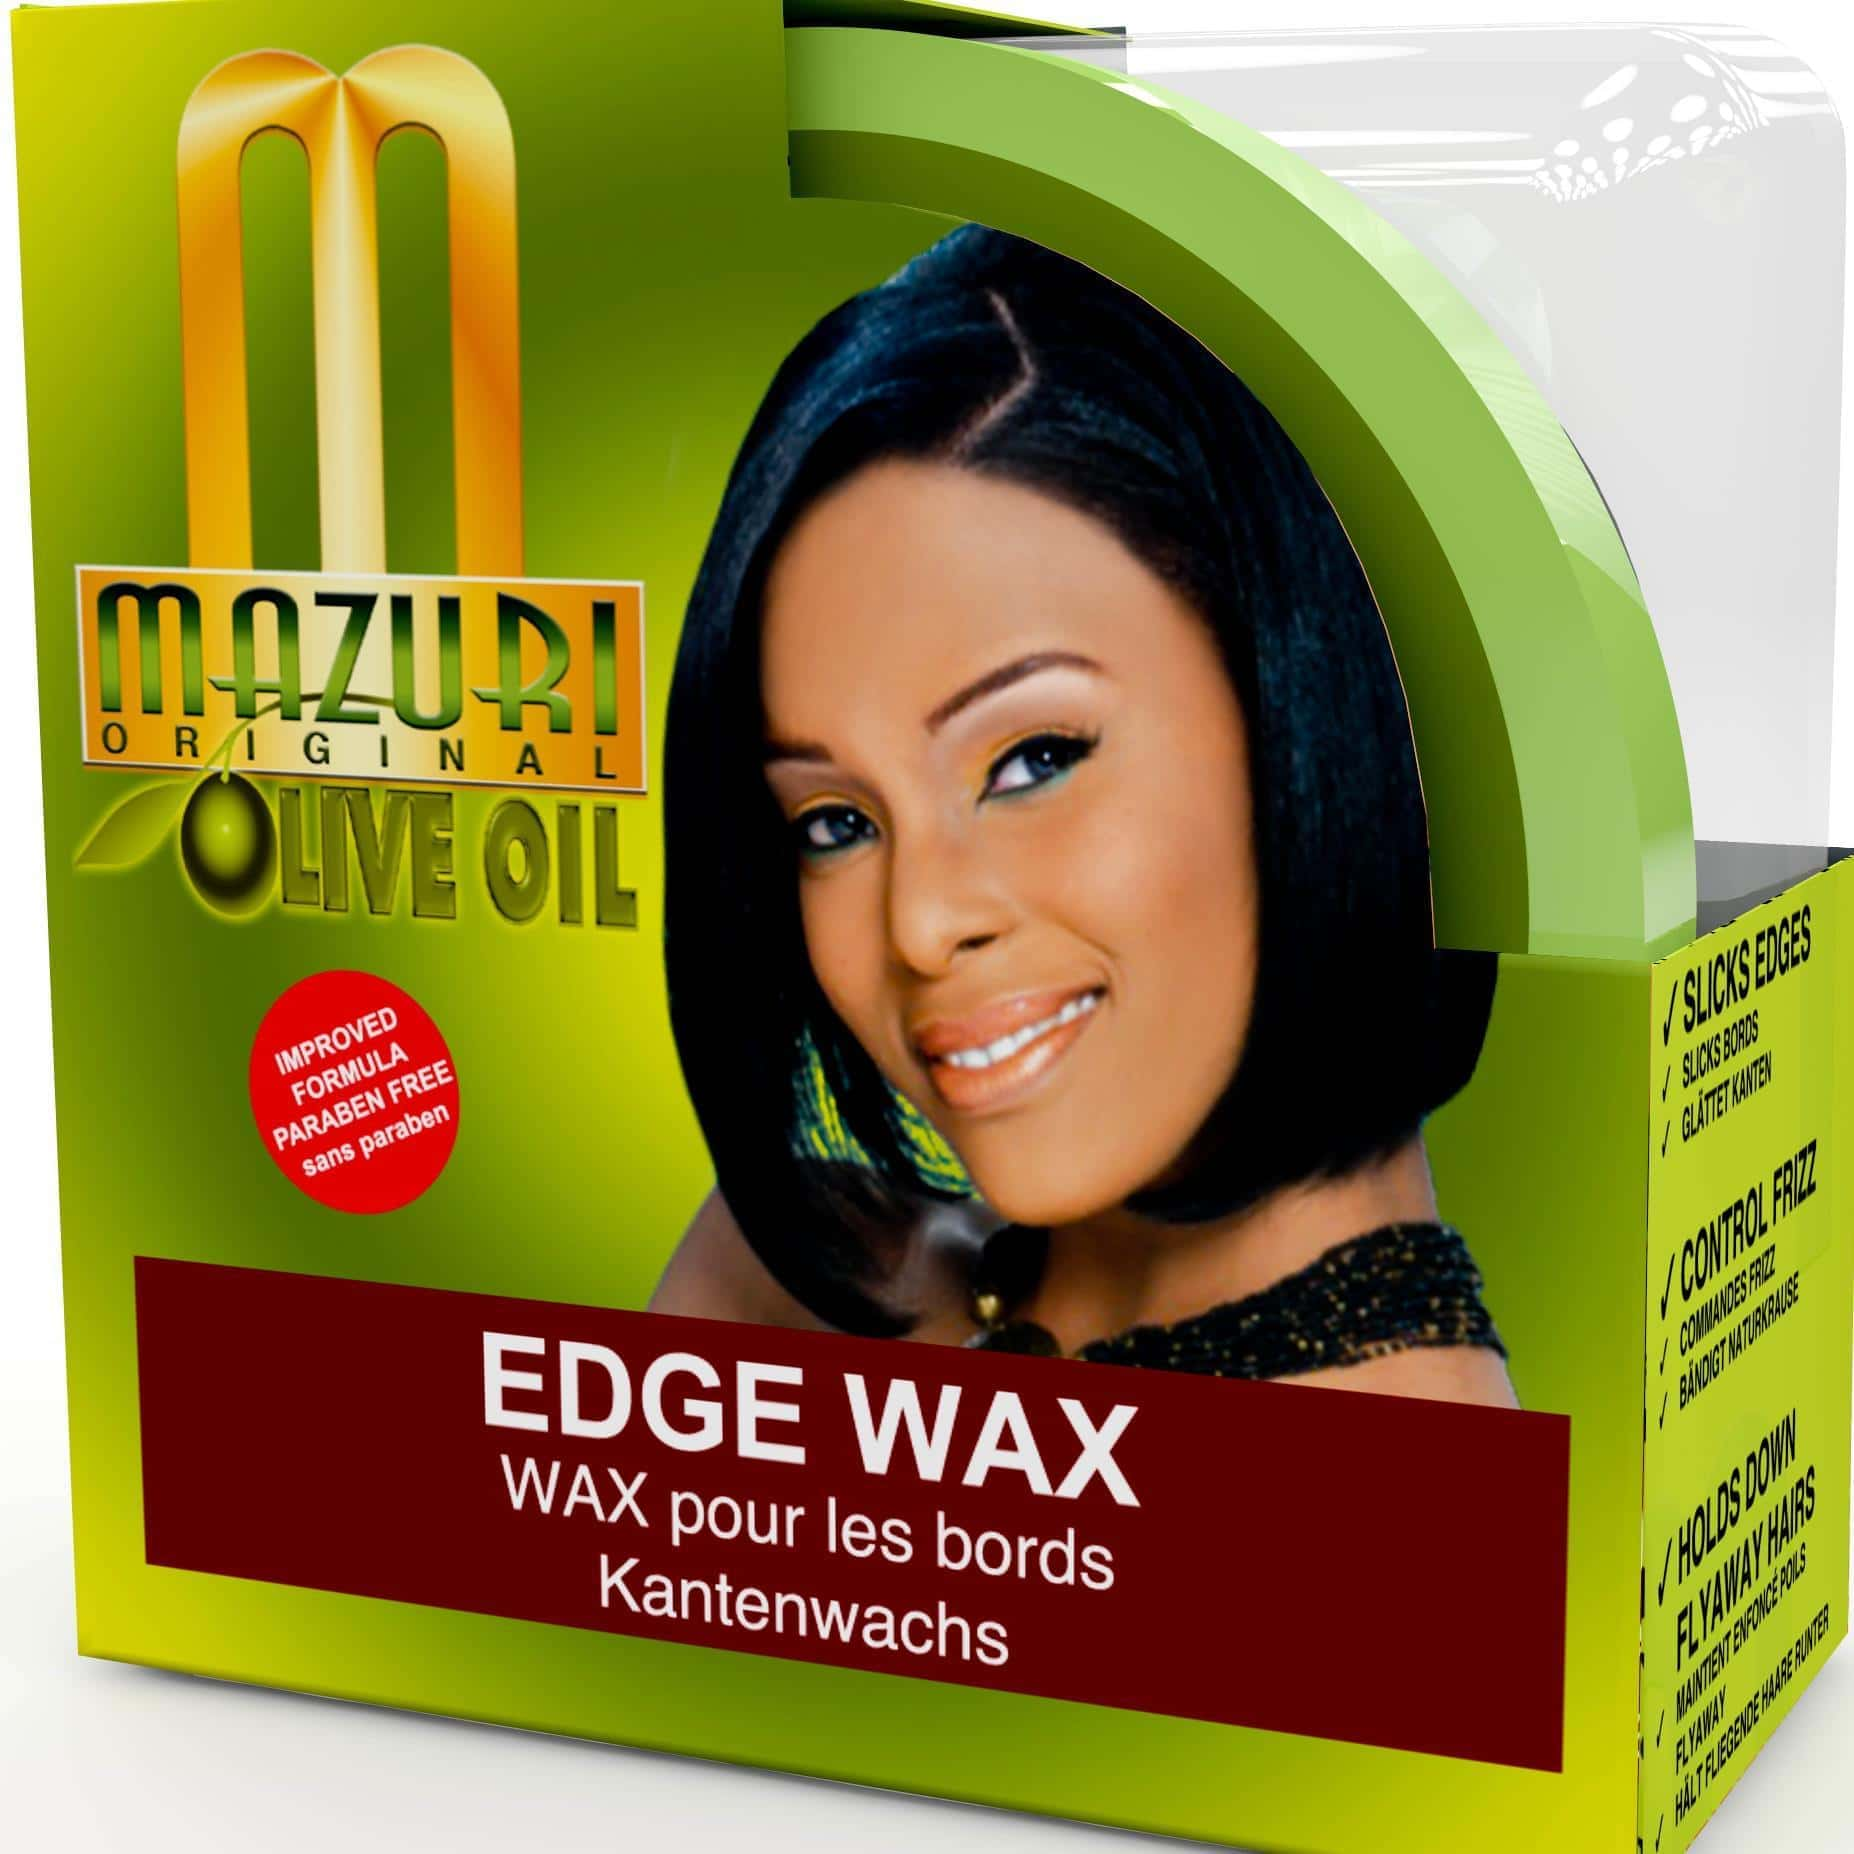 MAZURI
ORIGINAL
OLIVE OIL
IMPROVED
FORMULA
PARABEN FREE
sans paraben
EDGE WAX
WAX pour les bords
Kantenwachs
✓ SLICKS EDGES
✓ SLICKS BORDS
✓ GLÄTTET KANTEN
✓ CONTROL FRIZZ
✓ COMMANDES FRIZZ
✓ BÄNDIGT NATURKRAUSE
✓ HOLDS DOWN
FLYAWAY HAIRS
✓ MAINTIENT ENFONCÉ POILS
FLYAWAY
✓ HÄLT FLIEGENDE HAARE RUNTER